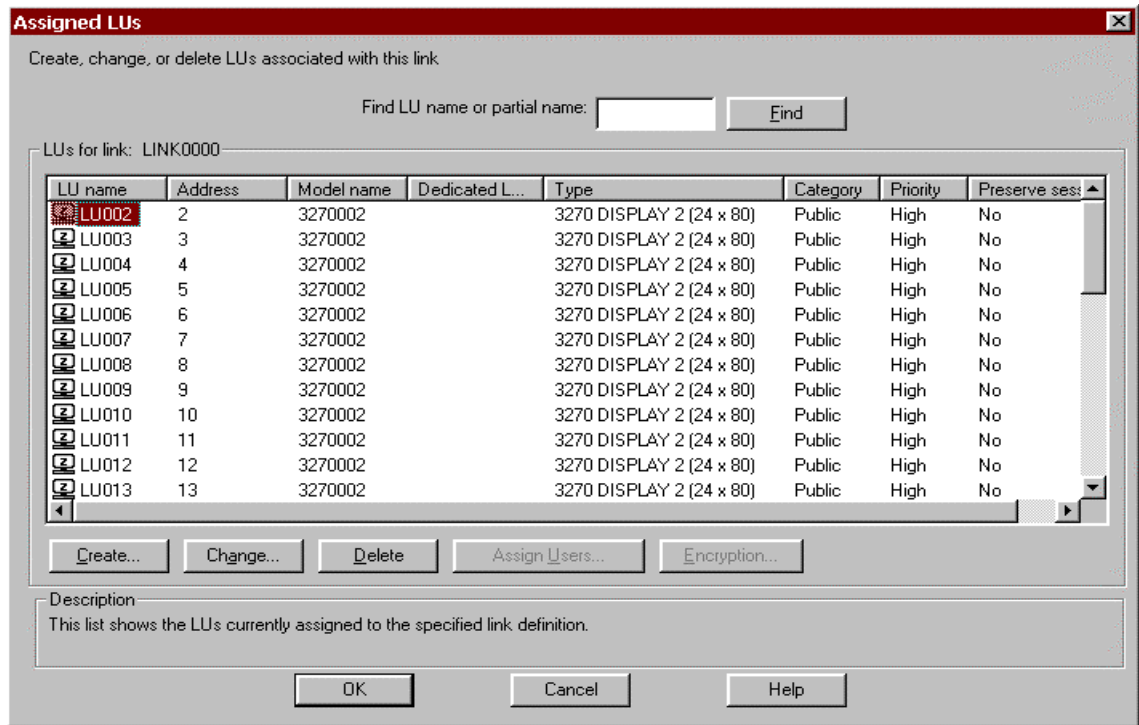 Assigned LUs
Create, change, or delete LUs associated with this link
Find LU name or partial name: Find
LUs for link: LINK0000
LU name Address Model name Dedicated L... Type Category Priority Preserve sess
LU002 2 3270002 3270 DISPLAY 2 (24 x 80) Public High No
LU003 3 3270002 3270 DISPLAY 2 (24 x 80) Public High No
LU004 4 3270002 3270 DISPLAY 2 (24 x 80) Public High No
LU005 5 3270002 3270 DISPLAY 2 (24 x 80) Public High No
LU006 6 3270002 3270 DISPLAY 2 (24 x 80) Public High No
LU007 7 3270002 3270 DISPLAY 2 (24 x 80) Public High No
LU008 8 3270002 3270 DISPLAY 2 (24 x 80) Public High No
LU009 9 3270002 3270 DISPLAY 2 (24 x 80) Public High No
LU010 10 3270002 3270 DISPLAY 2 (24 x 80) Public High No
LU011 11 3270002 3270 DISPLAY 2 (24 x 80) Public High No
LU012 12 3270002 3270 DISPLAY 2 (24 x 80) Public High No
LU013 13 3270002 3270 DISPLAY 2 (24 x 80) Public High No
Create... Change... Delete Assign Users... Encryption...
Description
This list shows the LUs currently assigned to the specified link definition.
OK Cancel Help